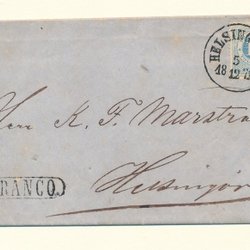 HELSING
5
18 12 7
Herr K. F. Marstra
FRANCO.
Helsingör